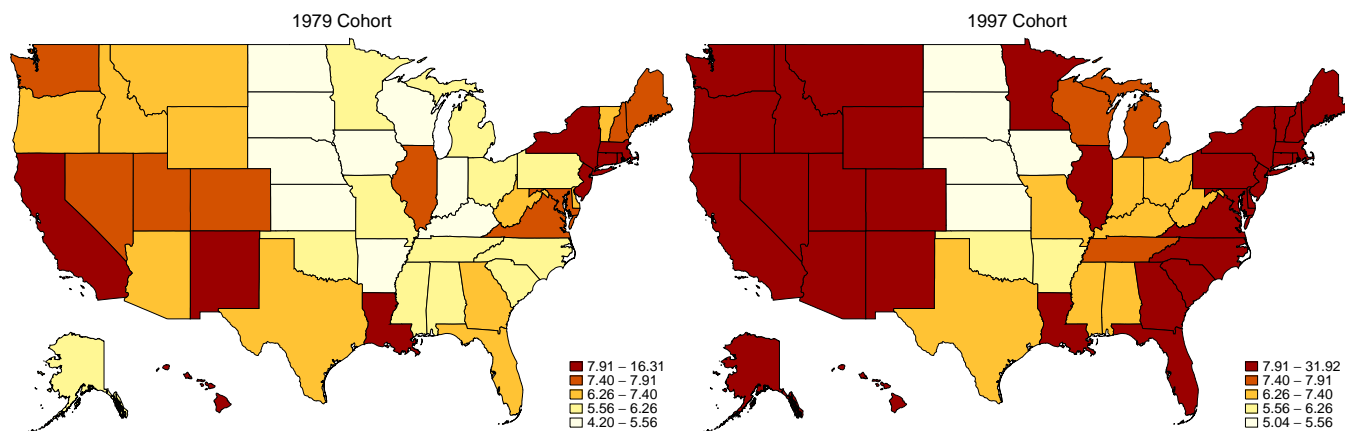 1979 Cohort
7.91 – 16.31
7.40 – 7.91
6.26 – 7.40
5.56 – 6.26
4.20 – 5.56
1997 Cohort
7.91 – 31.92
7.40 – 7.91
6.26 – 7.40
5.56 – 6.26
5.04 – 5.56